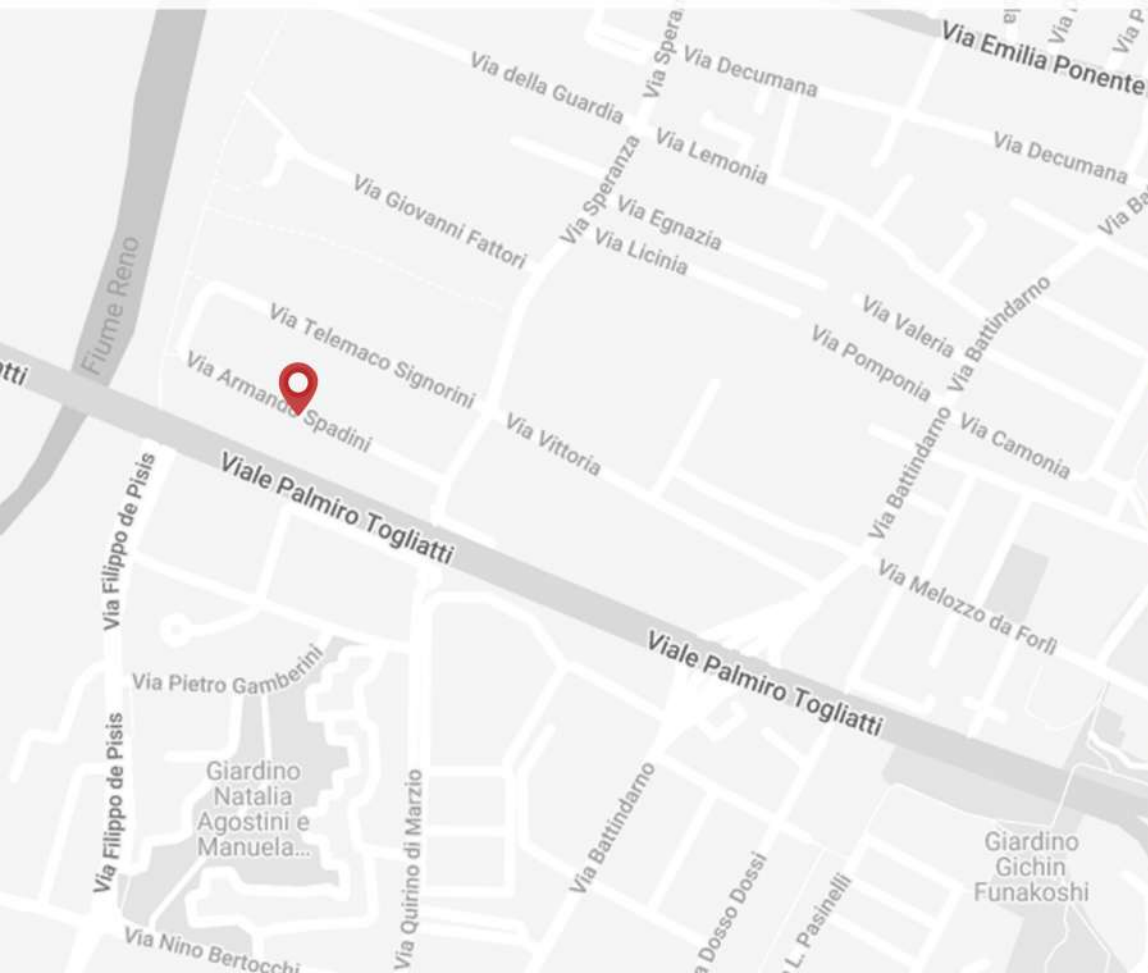 Via Spera
Via Emilia Ponente
Via Decumana
Via della Guardia
Via Lemonia
Via Decumana
Via Speranza
Via Giovanni Fattori
Via Egnazia
Via Licinia
Via Ba
Fiume Reno
Via Telemaco Signorini
Via Valeria
Via Battindarno
Via Pomponia
atti
Via Armando Spadini
Via Vittoria
Via Camonia
Via Battindarno
Viale Palmiro Togliatti
Via Filippo de Pisis
Via Melozzo da Forlì
Viale Palmiro Togliatti
Via Pietro Gamberini
Via Filippo de Pisis
Giardino
Natalia
Agostini e
Manuela...
Via Quirino di Marzio
Via Battindarno
a Dosso Dossi
L. Pasinelli
Giardino
Gichin
Funakoshi
Via Nino Bertocchi